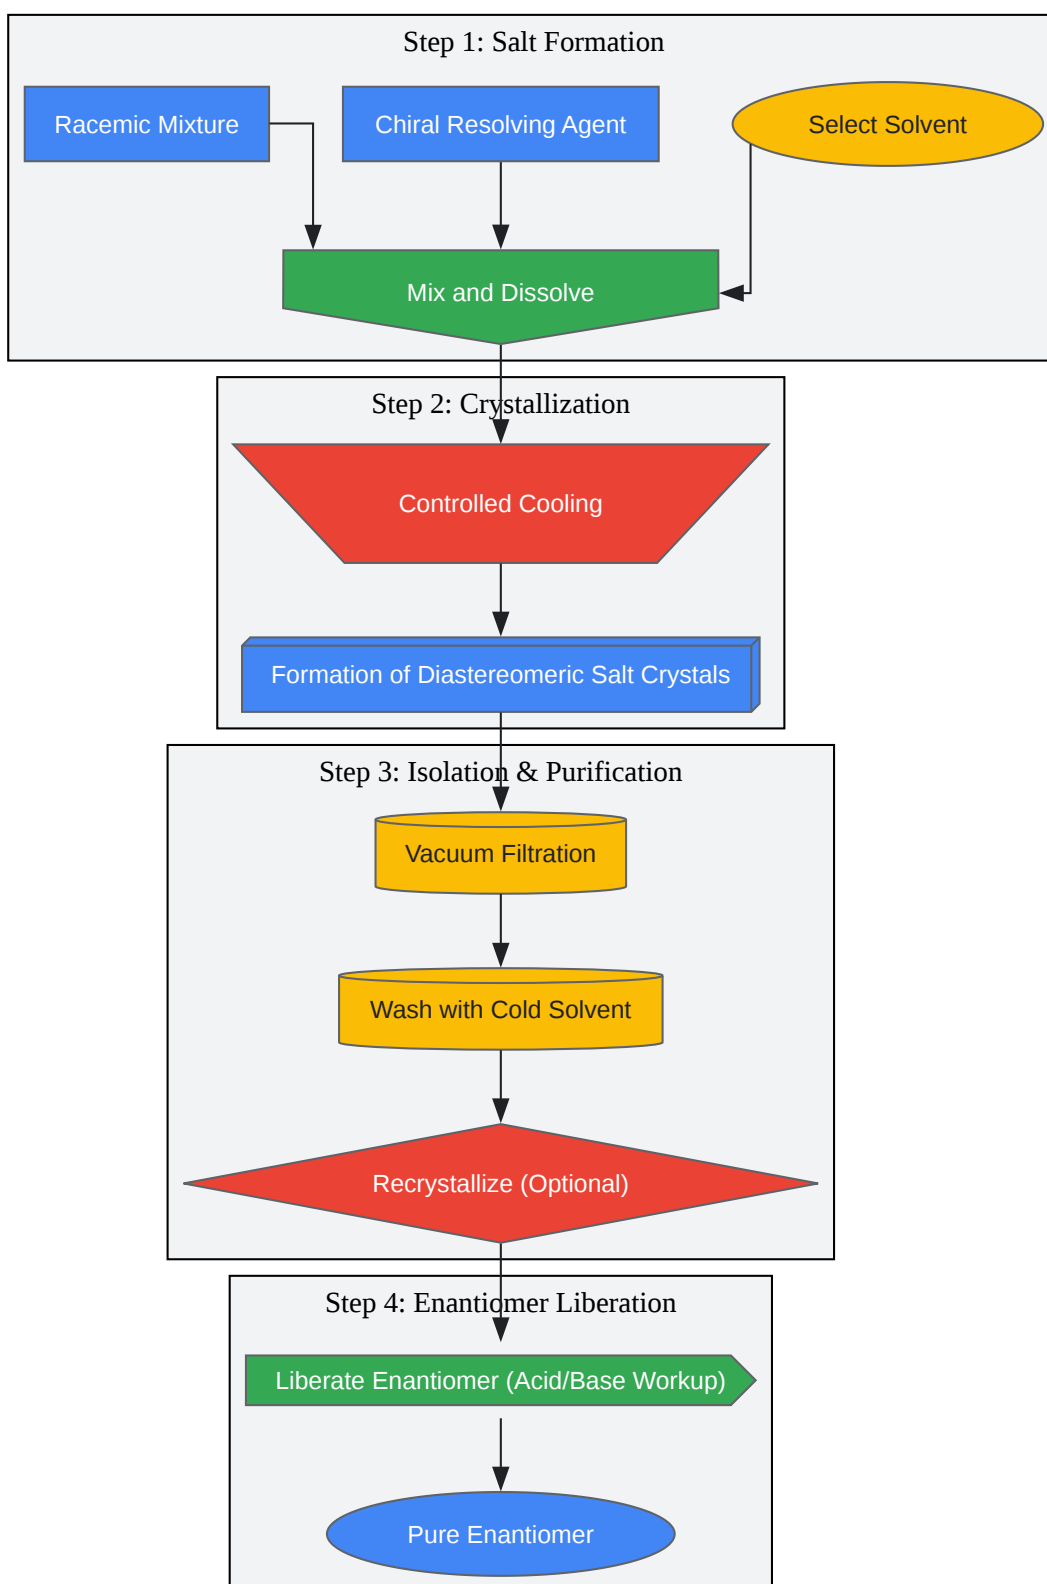 Step 1: Salt Formation
Racemic Mixture
Chiral Resolving Agent
Select Solvent
Mix and Dissolve
Step 2: Crystallization
Controlled Cooling
Formation of Diastereomeric Salt Crystals
Step 3: Isolation & Purification
Vacuum Filtration
Wash with Cold Solvent
Recrystallize (Optional)
Step 4: Enantiomer Liberation
Liberate Enantiomer (Acid/Base Workup)
Pure Enantiomer